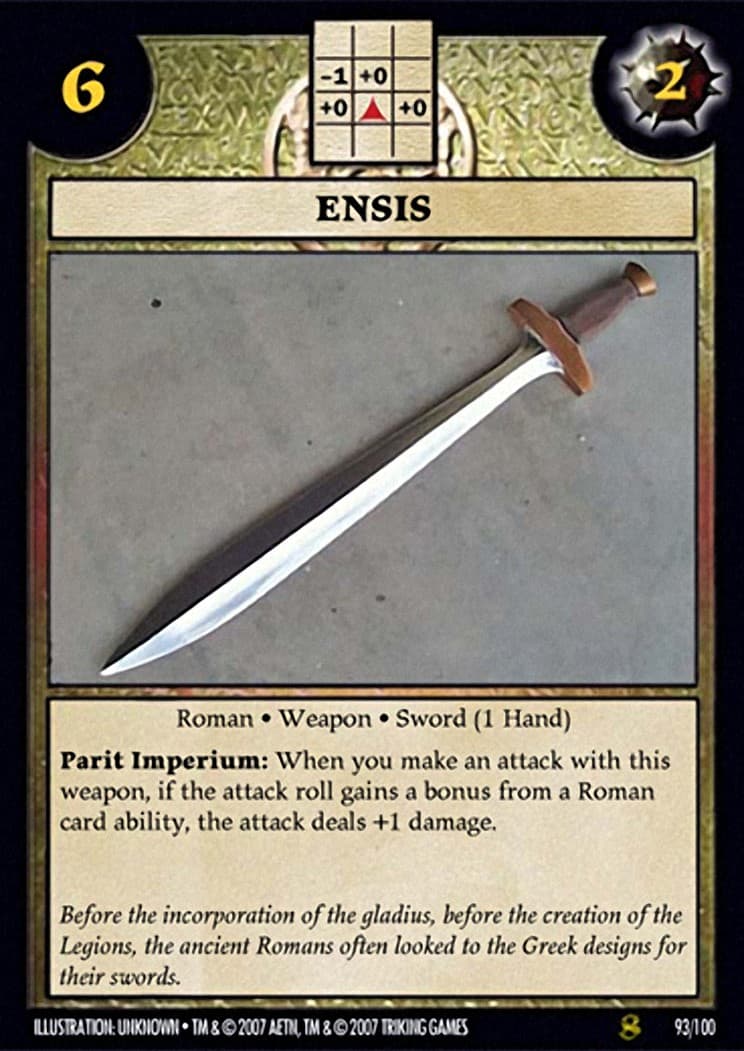 6
-1 +0
+0 +0
2
ENSIS
Roman • Weapon • Sword (1 Hand)
Parit Imperium: When you make an attack with this
weapon, if the attack roll gains a bonus from a Roman
card ability, the attack deals +1 damage.
Before the incorporation of the gladius, before the creation of the
Legions, the ancient Romans often looked to the Greek designs for
their swords.
ILLUSTRATION: UNKNOWN • TM & © 2007 AETN, TM & © 2007 TRIKING GAMES
93/100